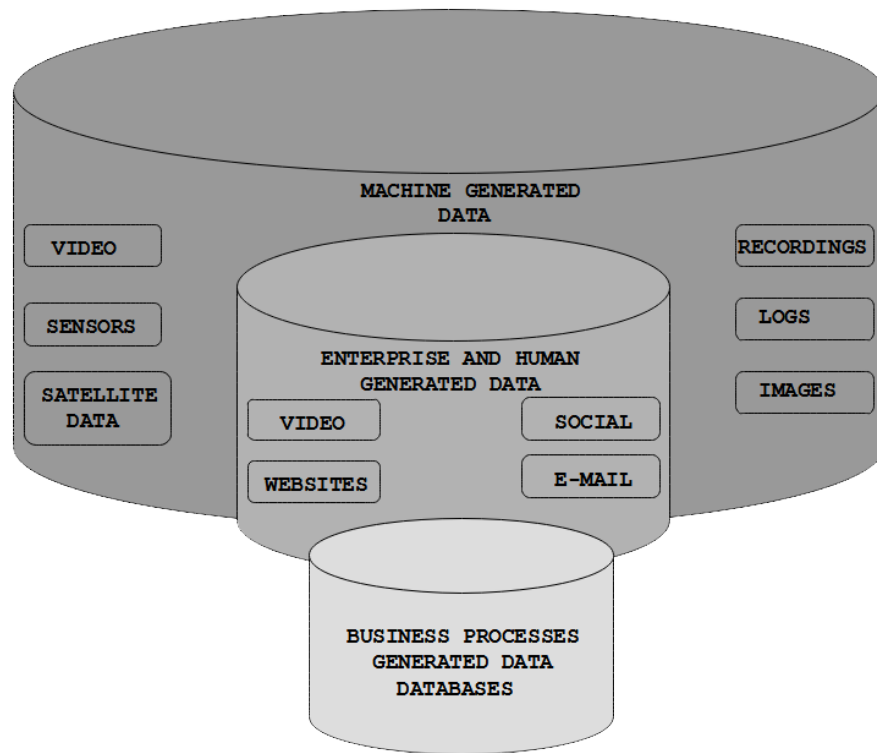 MACHINE GENERATED
DATA
VIDEO
SENSORS
SATELLITE
DATA
RECORDINGS
LOGS
IMAGES
ENTERPRISE AND HUMAN
GENERATED DATA
VIDEO
WEBSITES
SOCIAL
E-MAIL
BUSINESS PROCESSES
GENERATED DATA
DATABASES